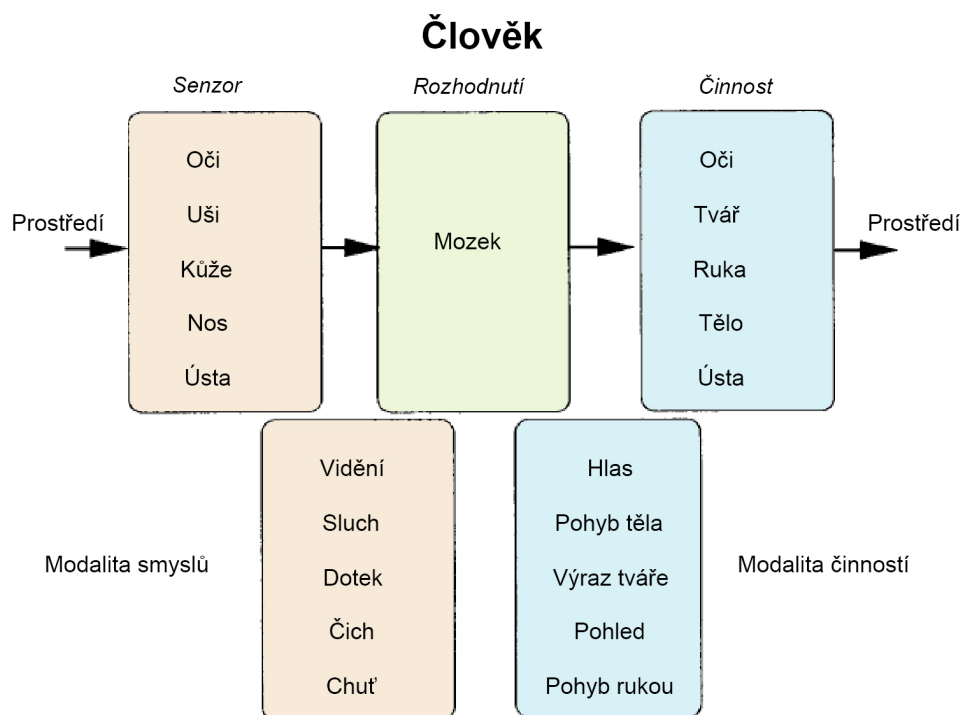 Člověk
Senzor
Rozhodnutí
Činnost
Prostředí
Oči
Uši
Kůže
Nos
Ústa
Mozek
Oči
Tvář
Ruka
Tělo
Ústa
Prostředí
Modalita smyslů
Vidění
Sluch
Dotek
Čich
Chuť
Hlas
Pohyb těla
Výraz tváře
Pohled
Pohyb rukou
Modalita činností